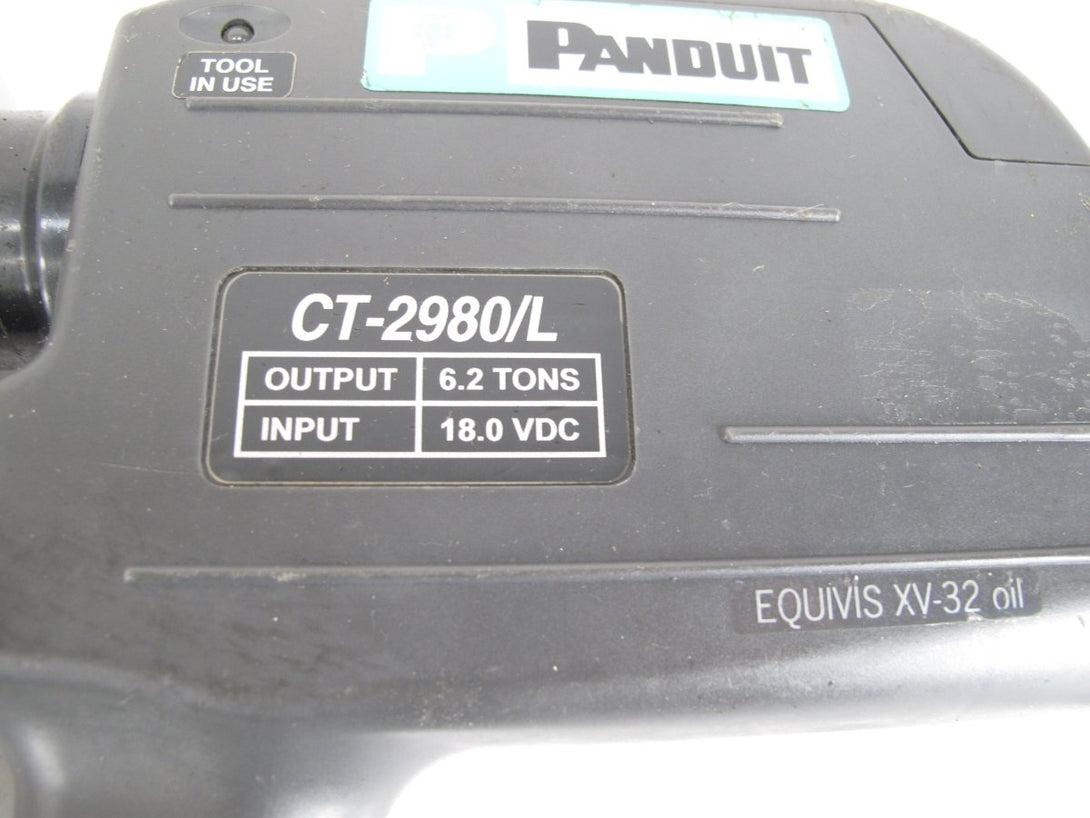 TOOL
IN USE
P PANDUIT
CT-2980/L
OUTPUT 6.2 TONS
INPUT 18.0 VDC
EQUIVIS XV-32 oil